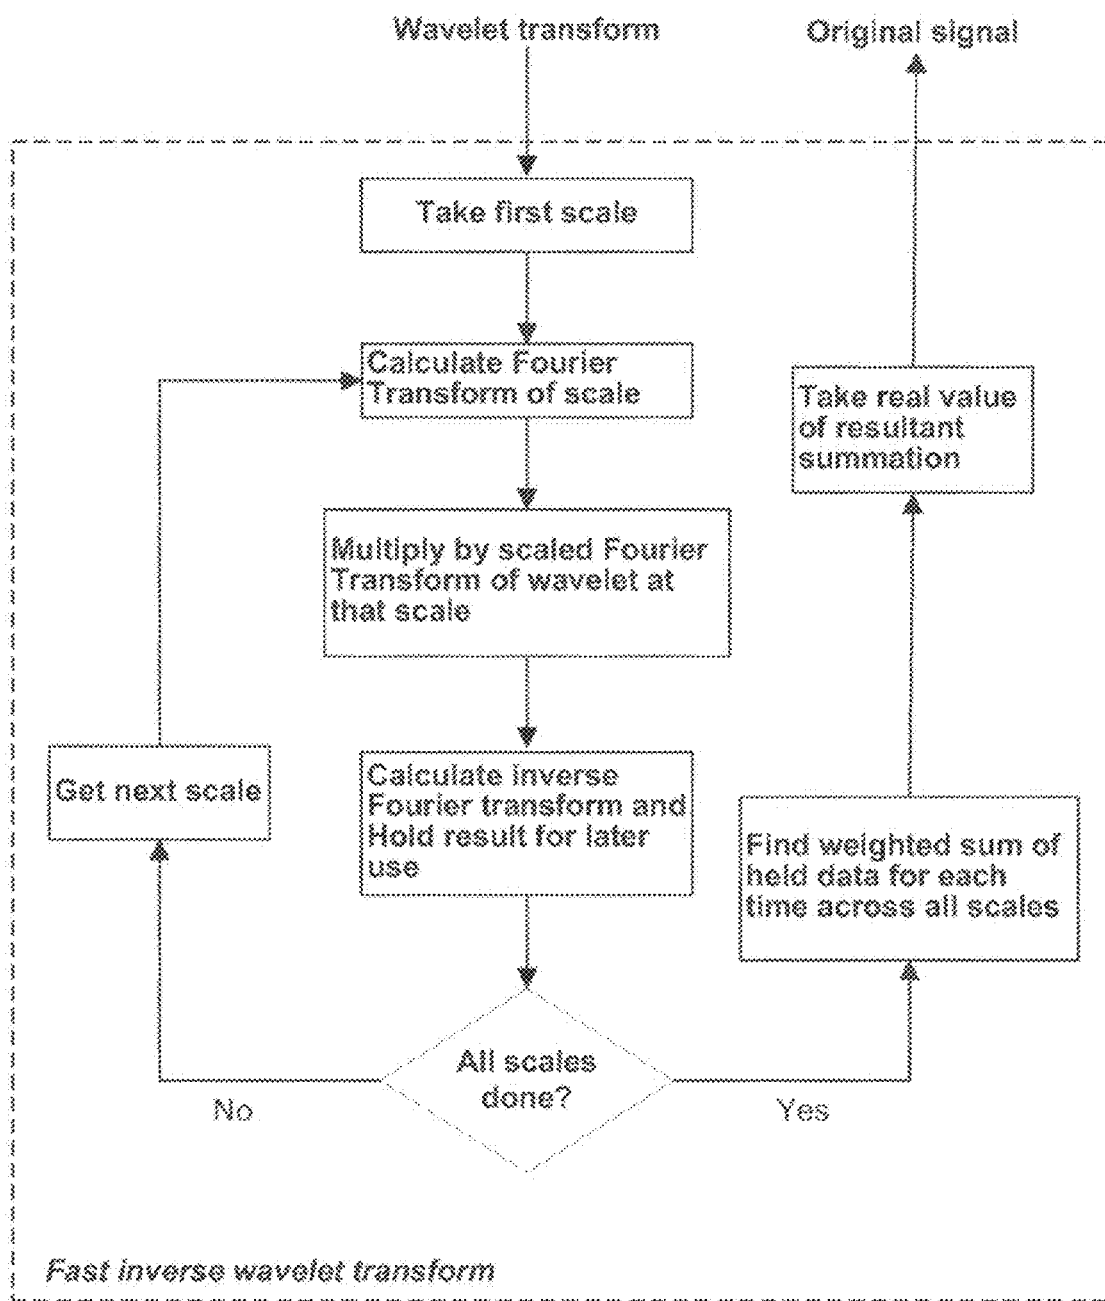 Wavelet transform
Original signal
Take first scale
Calculate Fourier
Transform of scale
Take real value
of resultant
summation
Multiply by scaled Fourier
Transform of wavelet at
that scale
Get next scale
Calculate inverse
Fourier transform and
Hold result for later
use
Find weighted sum of
held data for each
time across all scales
All scales
done?
No
Yes
Fast inverse wavelet transform